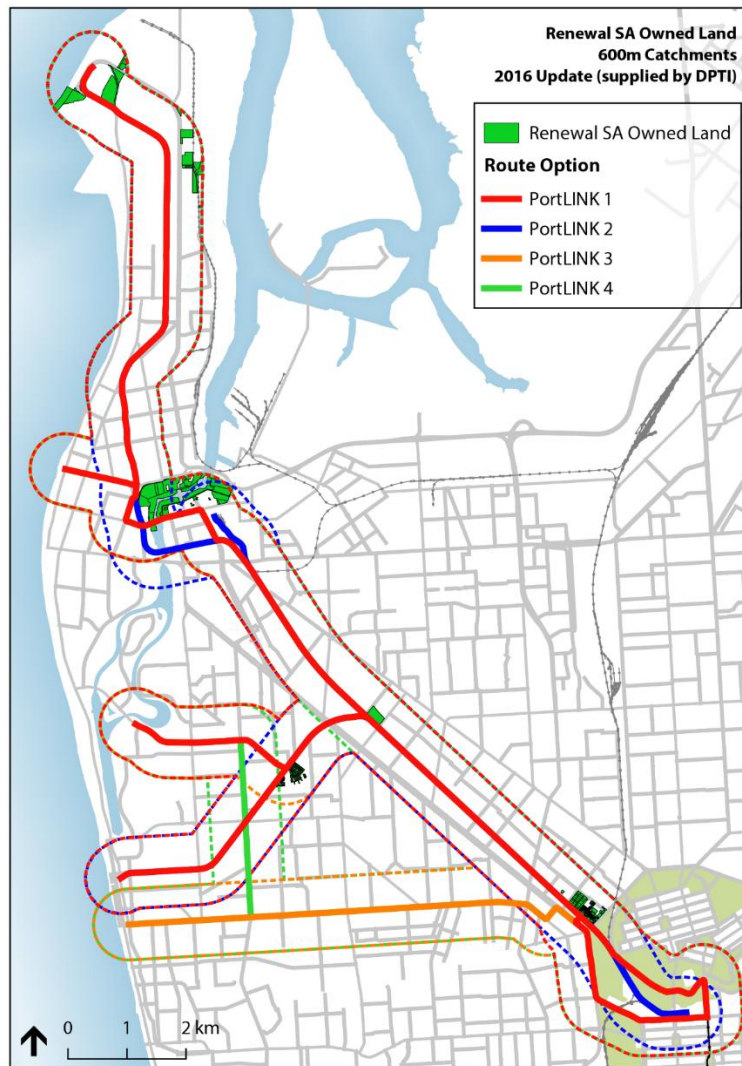 Renewal SA Owned Land
600m Catchments
2016 Update (supplied by DPTI)
Renewal SA Owned Land
Route Option
PortLINK 1
PortLINK 2
PortLINK 3
PortLINK 4
0 1 2 km